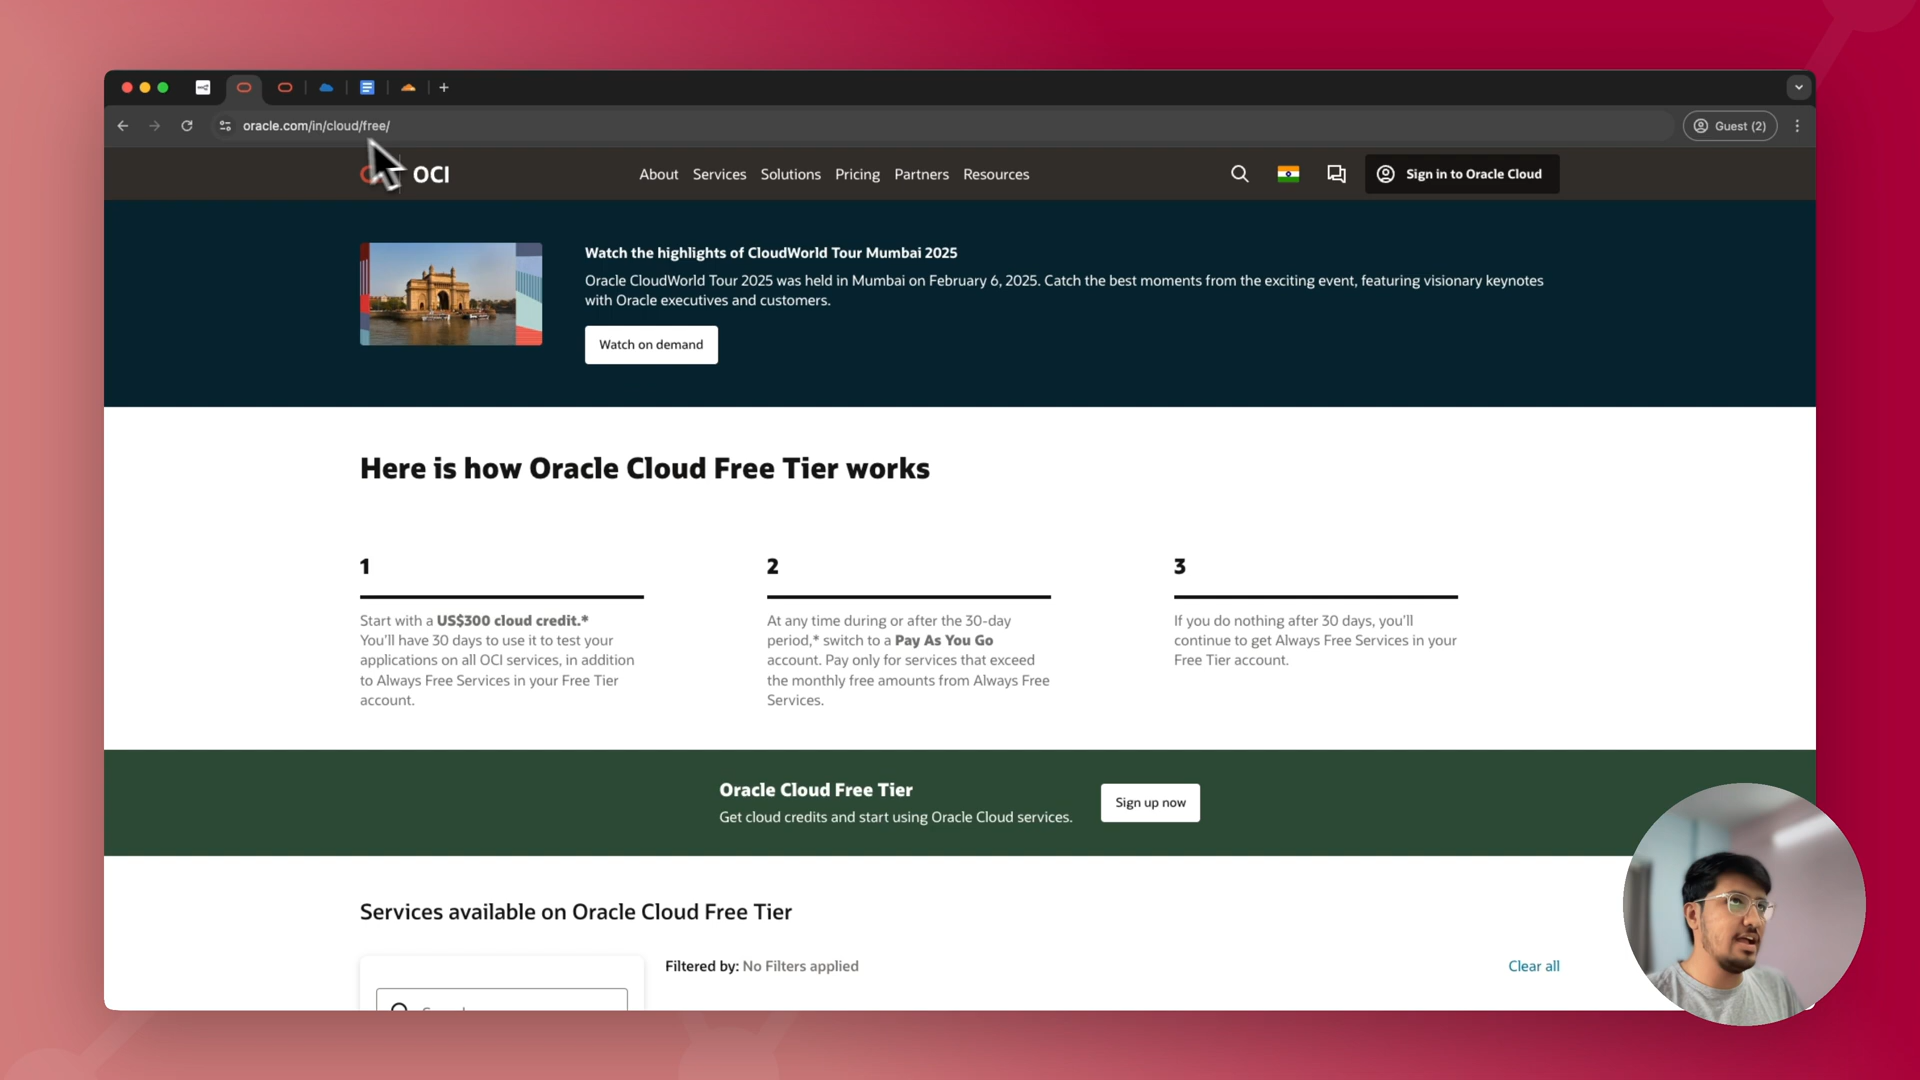 oracle.com/in/cloud/free/
Guest (2)
OCI
About Services Solutions Pricing Partners Resources
Sign in to Oracle Cloud
Watch the highlights of CloudWorld Tour Mumbai 2025
Oracle CloudWorld Tour 2025 was held in Mumbai on February 6, 2025. Catch the best moments from the exciting event, featuring visionary keynotes
with Oracle executives and customers.
Watch on demand
Here is how Oracle Cloud Free Tier works
1
Start with a US$300 cloud credit.*
You'll have 30 days to use it to test your
applications on all OCI services, in addition
to Always Free Services in your Free Tier
account.
2
At any time during or after the 30-day
period,* switch to a Pay As You Go
account. Pay only for services that exceed
the monthly free amounts from Always Free
Services.
3
If you do nothing after 30 days, you'll
continue to get Always Free Services in your
Free Tier account.
Oracle Cloud Free Tier
Get cloud credits and start using Oracle Cloud services.
Sign up now
Services available on Oracle Cloud Free Tier
Filtered by: No Filters applied
Clear all